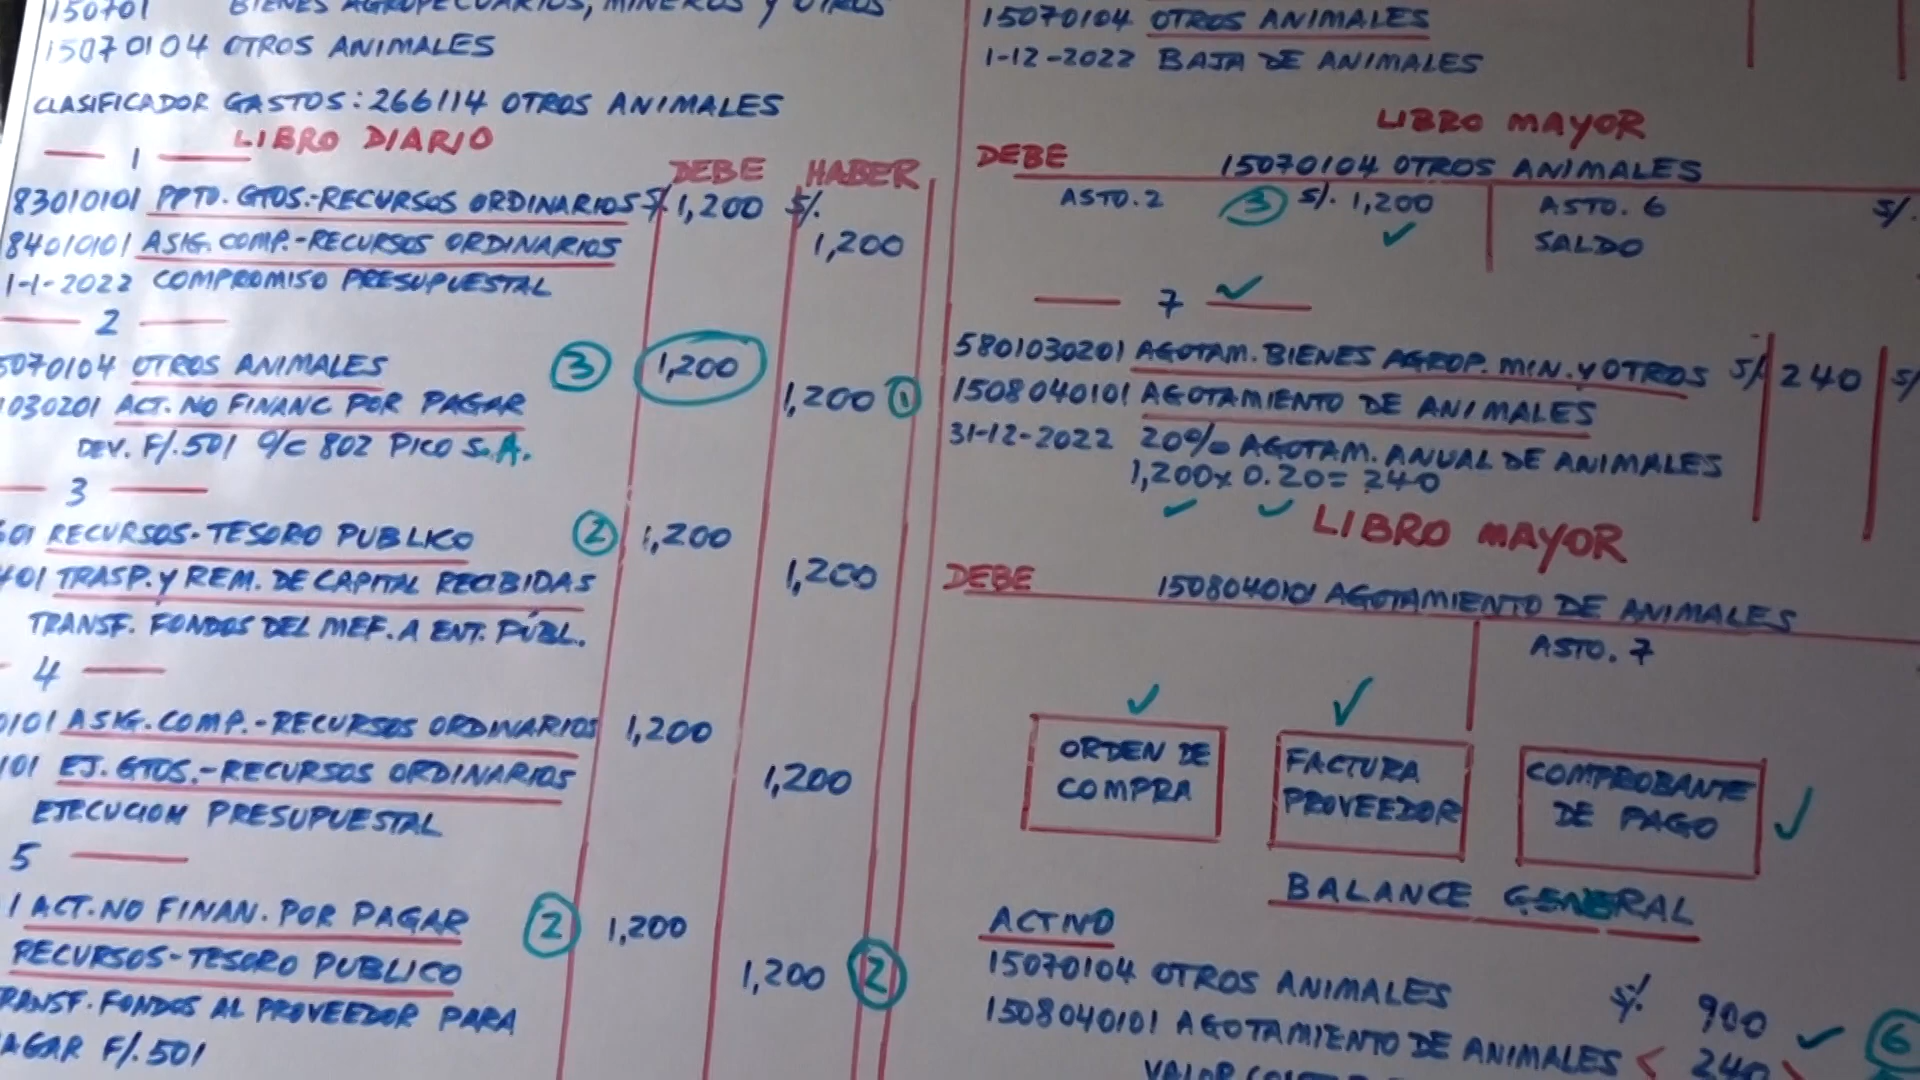 150701 BIENES AGROPECUARIOS, MINEROS Y OTROS
15070104 OTROS ANIMALES
CLASIFICADOR GASTOS: 266114 OTROS ANIMALES
LIBRO DIARIO
1
DEBE HABER
83010101 PPTO. GTOS.-RECURSOS ORDINARIOS S/. 1,200 S/.
84010101 ASIG. COMP.-RECURSOS ORDINARIOS 1,200
1-1-2022 COMPROMISO PRESUPUESTAL
2
5070104 OTROS ANIMALES 3 1,200
1030201 ACT. NO FINANC POR PAGAR 1,200 1
DEV. F/.501 O/C 802 PICO S.A.
3
601 RECURSOS-TESORO PUBLICO 2 1,200
401 TRASP. Y REM. DE CAPITAL RECIBIDAS 1,200
TRANSF. FONDOS DEL MEF. A ENT. PÚBL.
4
0101 ASIG. COMP.-RECURSOS ORDINARIOS 1,200
101 EJ. GTOS.-RECURSOS ORDINARIOS 1,200
EJECUCION PRESUPUESTAL
5
1 ACT. NO FINAN. POR PAGAR 2 1,200
RECURSOS-TESORO PUBLICO 1,200 2
RANSF. FONDOS AL PROVEEDOR PARA
AGAR F/.501
15070104 OTROS ANIMALES
1-12-2022 BAJA DE ANIMALES
LIBRO MAYOR
DEBE 15070104 OTROS ANIMALES
ASTO. 2 3 S/. 1,200 ASTO. 6 S/.
SALDO
7
5801030201 AGOTAM. BIENES AGROP. MIN. Y OTROS S/. 240 S/
1508040101 AGOTAMIENTO DE ANIMALES
31-12-2022 20% AGOTAM. ANUAL DE ANIMALES
1,200x 0.20= 240
LIBRO MAYOR
DEBE 1508040101 AGOTAMIENTO DE ANIMALES
ASTO. 7
ORDEN DE
COMPRA
FACTURA
PROVEEDOR
COMPROBANTE
DE PAGO
BALANCE GENERAL
ACTIVO
15070104 OTROS ANIMALES S/. 900
1508040101 AGOTAMIENTO DE ANIMALES < 240 > 6
VALOR